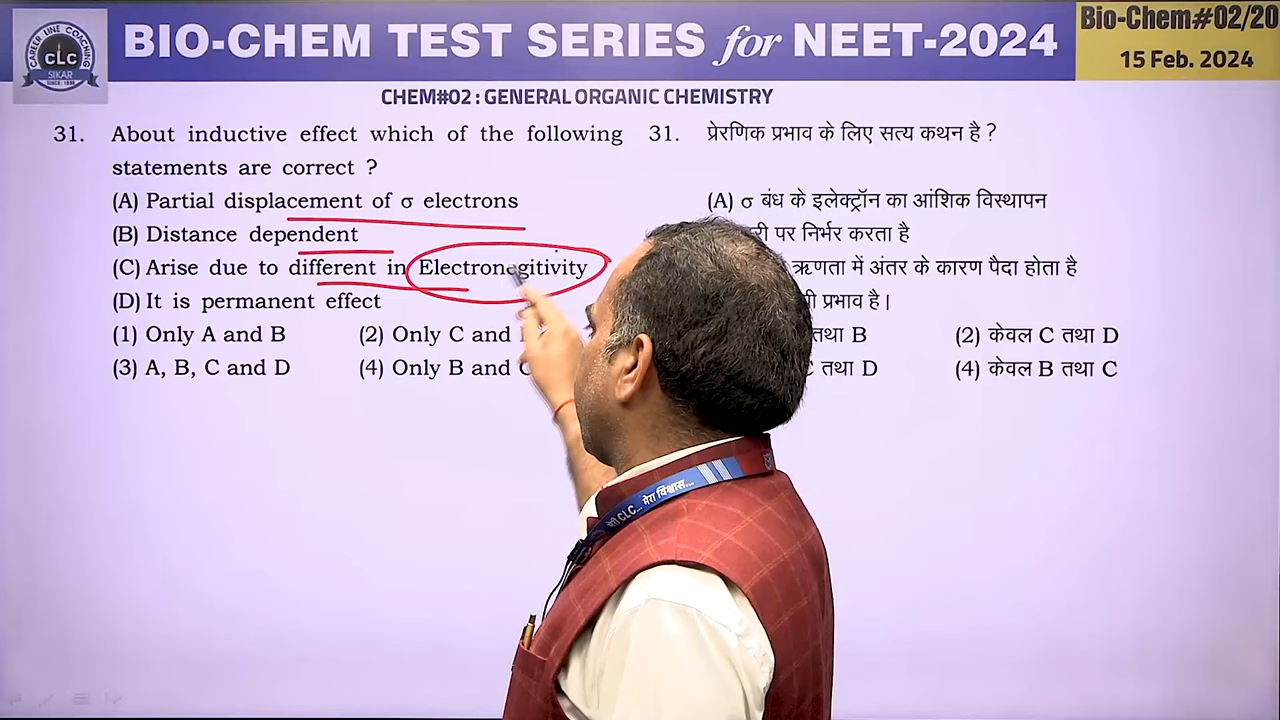 BIO-CHEM TEST SERIES for NEET-2024
Bio-Chem#02/20
15 Feb. 2024
CAREER LINE COACHING
CLC
SIKAR
CHEM#02 : GENERAL ORGANIC CHEMISTRY
31. About inductive effect which of the following
statements are correct ?
(A) Partial displacement of σ electrons
(B) Distance dependent
(C) Arise due to different in Electronegitivity
(D) It is permanent effect
(1) Only A and B (2) Only C and
(3) A, B, C and D (4) Only B and C
31. प्रेरणिक प्रभाव के लिए सत्य कथन है ?
(A) σ बंध के इलेक्ट्रॉन का आंशिक विस्थापन
पर निर्भर करता है
ऋणता में अंतर के कारण पैदा होता है
प्रभाव है।
तथा B (2) केवल C तथा D
तथा D (4) केवल B तथा C
मेरी CLC... मेरा विश्वास...